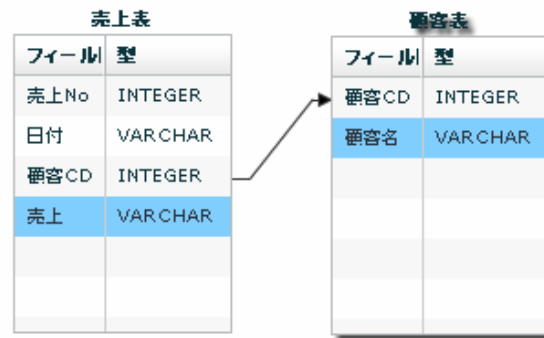 売上表
フィールド 型
売上No INTEGER
日付 VARCHAR
顧客CD INTEGER
売上 VARCHAR
顧客表
フィールド 型
顧客CD INTEGER
顧客名 VARCHAR